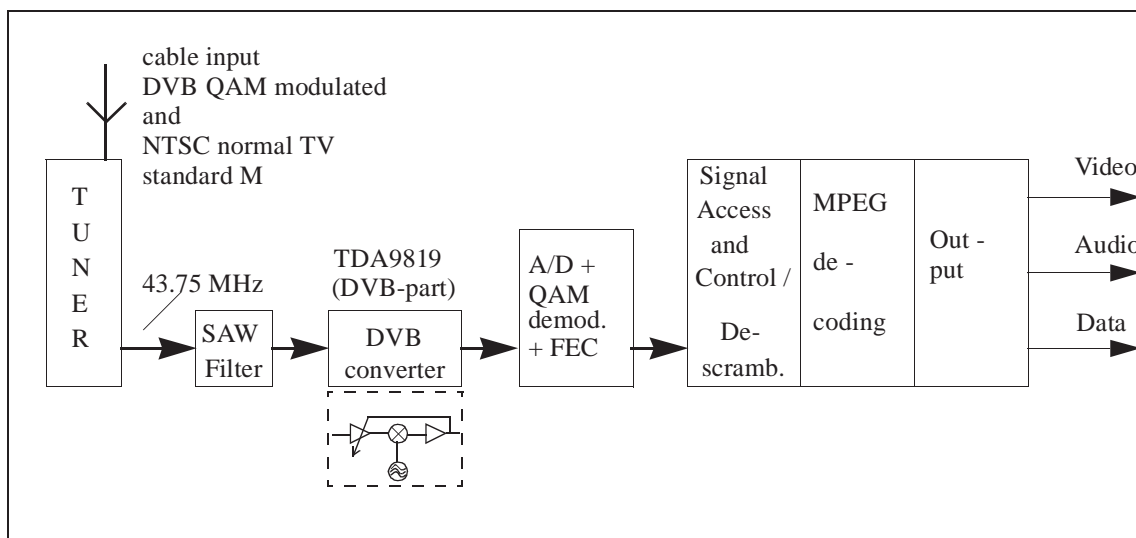 cable input
DVB QAM modulated
and
NTSC normal TV
standard M
T
U
N
E
R
43.75 MHz
SAW
Filter
TDA9819
(DVB-part)
DVB
converter
A/D +
QAM
demod.
+ FEC
Signal
Access
and
Control /
De-
scramb.
MPEG
de -
coding
Out -
put
Video
Audio
Data